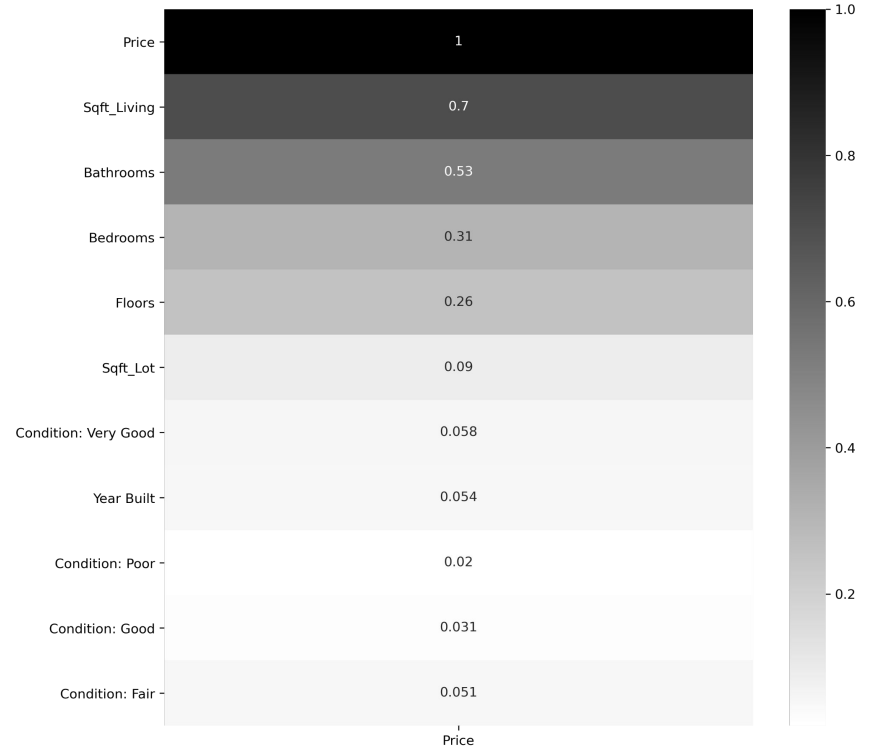 1.0
Price 1
Sqft_Living 0.7
0.8
Bathrooms 0.53
Bedrooms 0.31
Floors 0.26
0.6
Sqft_Lot 0.09
Condition: Very Good 0.058
0.4
Year Built 0.054
Condition: Poor 0.02
0.2
Condition: Good 0.031
Condition: Fair 0.051
Price